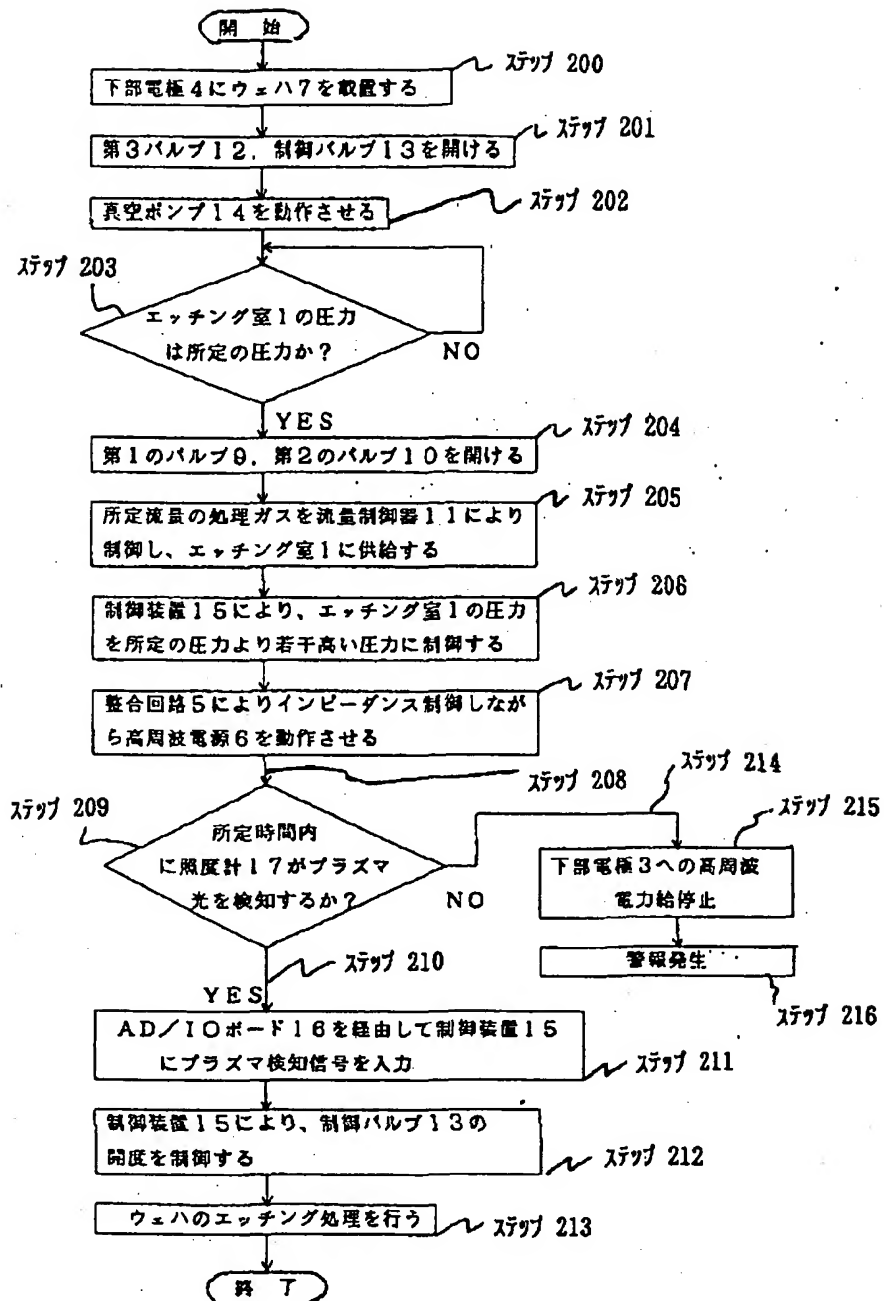 開 始
ステップ 200
下部電極4にウェハ7を載置する
ステップ 201
第3バルブ12,制御バルブ13を開ける
ステップ 202
真空ポンプ14を動作させる
ステップ 203
エッチング室1の圧力
は所定の圧力か?
NO
YES
ステップ 204
第1のバルブ9,第2のバルブ10を開ける
ステップ 205
所定流量の処理ガスを流量制御器11により
制御し、エッチング室1に供給する
ステップ 206
制御装置15により、エッチング室1の圧力
を所定の圧力より若干高い圧力に制御する
ステップ 207
整合回路5によりインピーダンス制御しなが
ら高周波電源6を動作させる
ステップ 208
ステップ 214
ステップ 209
所定時間内
に照度計17がプラズマ
光を検知するか?
NO
ステップ 215
下部電極3への高周波
電力給停止
警報発生
ステップ 216
ステップ 210
YES
AD/IOボード16を経由して制御装置15
にプラズマ検知信号を入力
ステップ 211
制御装置15により、制御バルブ13の
開度を制御する
ステップ 212
ウェハのエッチング処理を行う
ステップ 213
終 了